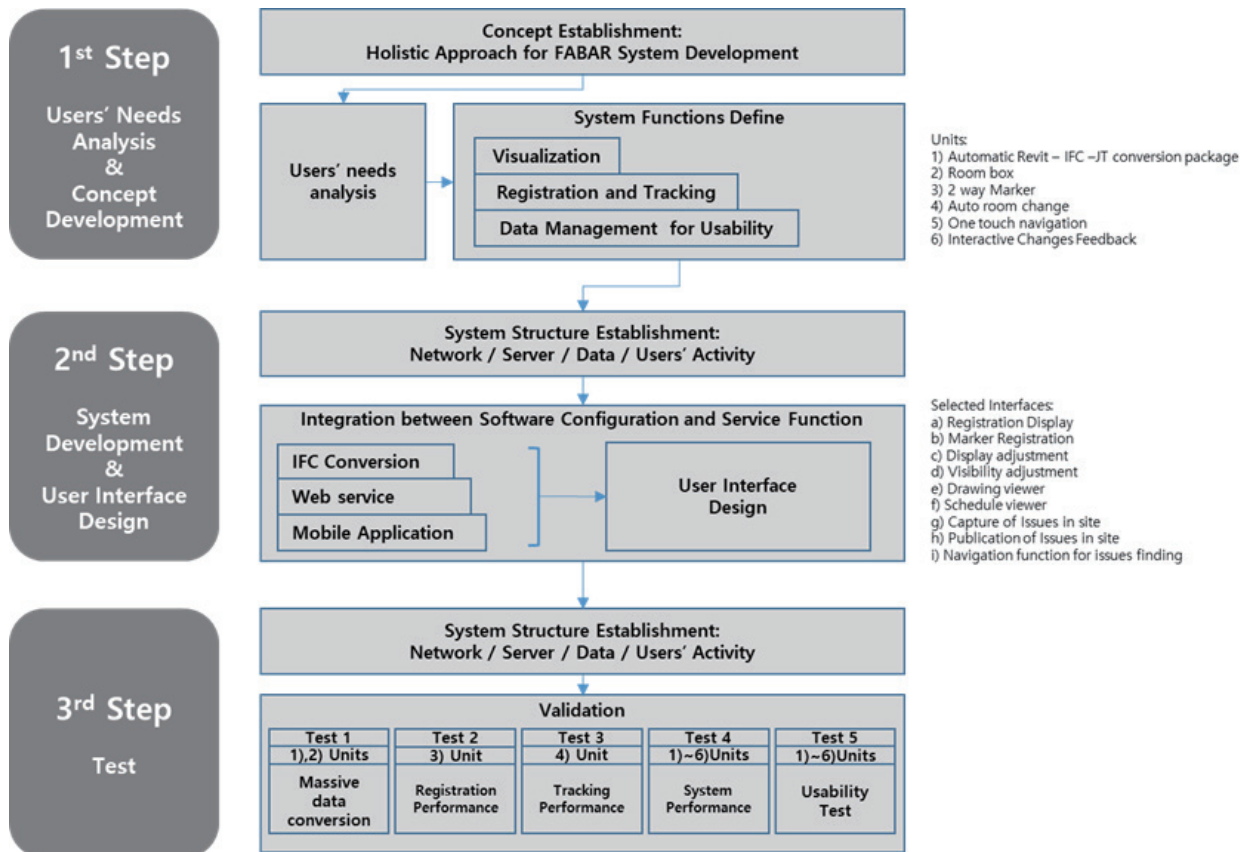 1st Step
Users' Needs
Analysis
&
Concept
Development
Concept Establishment:
Holistic Approach for FABAR System Development
Users' needs
analysis
System Functions Define
Visualization
Registration and Tracking
Data Management for Usability
Units:
1) Automatic Revit – IFC –JT conversion package
2) Room box
3) 2 way Marker
4) Auto room change
5) One touch navigation
6) Interactive Changes Feedback
2nd Step
System
Development
&
User Interface
Design
System Structure Establishment:
Network / Server / Data / Users' Activity
Integration between Software Configuration and Service Function
IFC Conversion
Web service
Mobile Application
User Interface
Design
Selected Interfaces:
a) Registration Display
b) Marker Registration
c) Display adjustment
d) Visibility adjustment
e) Drawing viewer
f) Schedule viewer
g) Capture of Issues in site
h) Publication of Issues in site
i) Navigation function for issues finding
3rd Step
Test
System Structure Establishment:
Network / Server / Data / Users' Activity
Validation
Test 1
1),2) Units
Massive
data
conversion
Test 2
3) Unit
Registration
Performance
Test 3
4) Unit
Tracking
Performance
Test 4
1)~6)Units
System
Performance
Test 5
1)~6)Units
Usability
Test